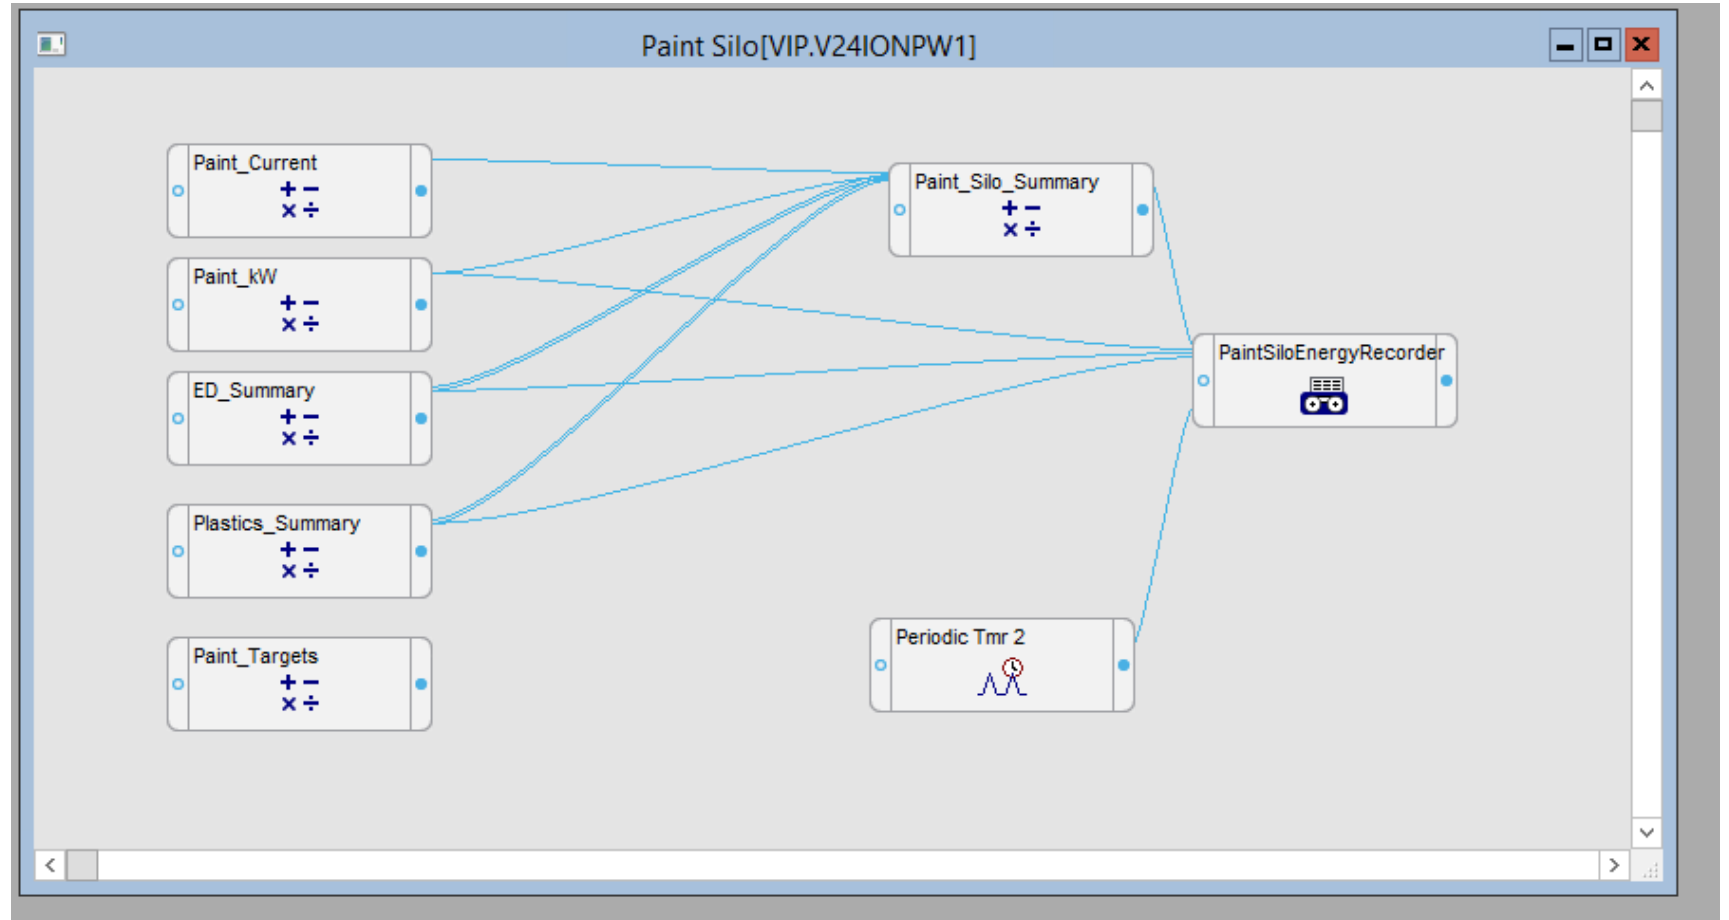 Paint Silo[VIP.V24IONPW1]
Paint_Current
Paint_Silo_Summary
Paint_kW
PaintSiloEnergyRecorder
ED_Summary
Plastics_Summary
Periodic Tmr 2
Paint_Targets